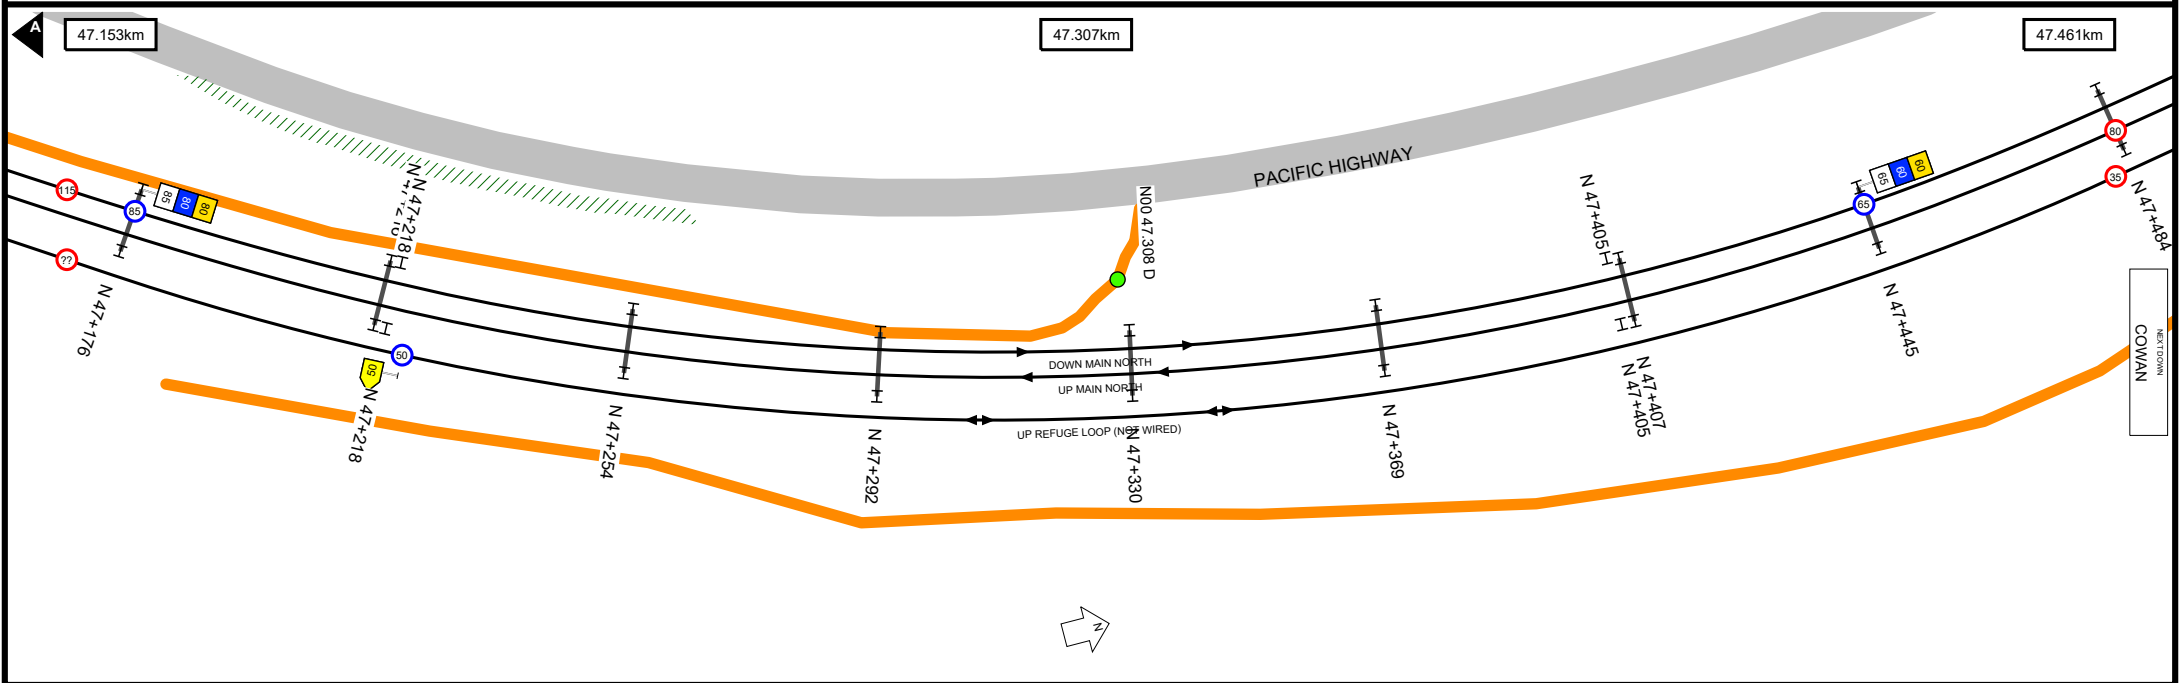 A
47.153km
47.307km
47.461km
PACIFIC HIGHWAY
115
85
85
80
80
??
N 47+176
N 47+218
50
50
N 47+218
N 47+254
N 47+292
N00 47.308 D
DOWN MAIN NORTH
UP MAIN NORTH
UP REFUGE LOOP (NOT WIRED)
N 47+330
N 47+369
N 47+405
N 47+407
N 47+405
65
65
60
60
N 47+445
80
35
N 47+484
NEXT DOWN
COWAN
N